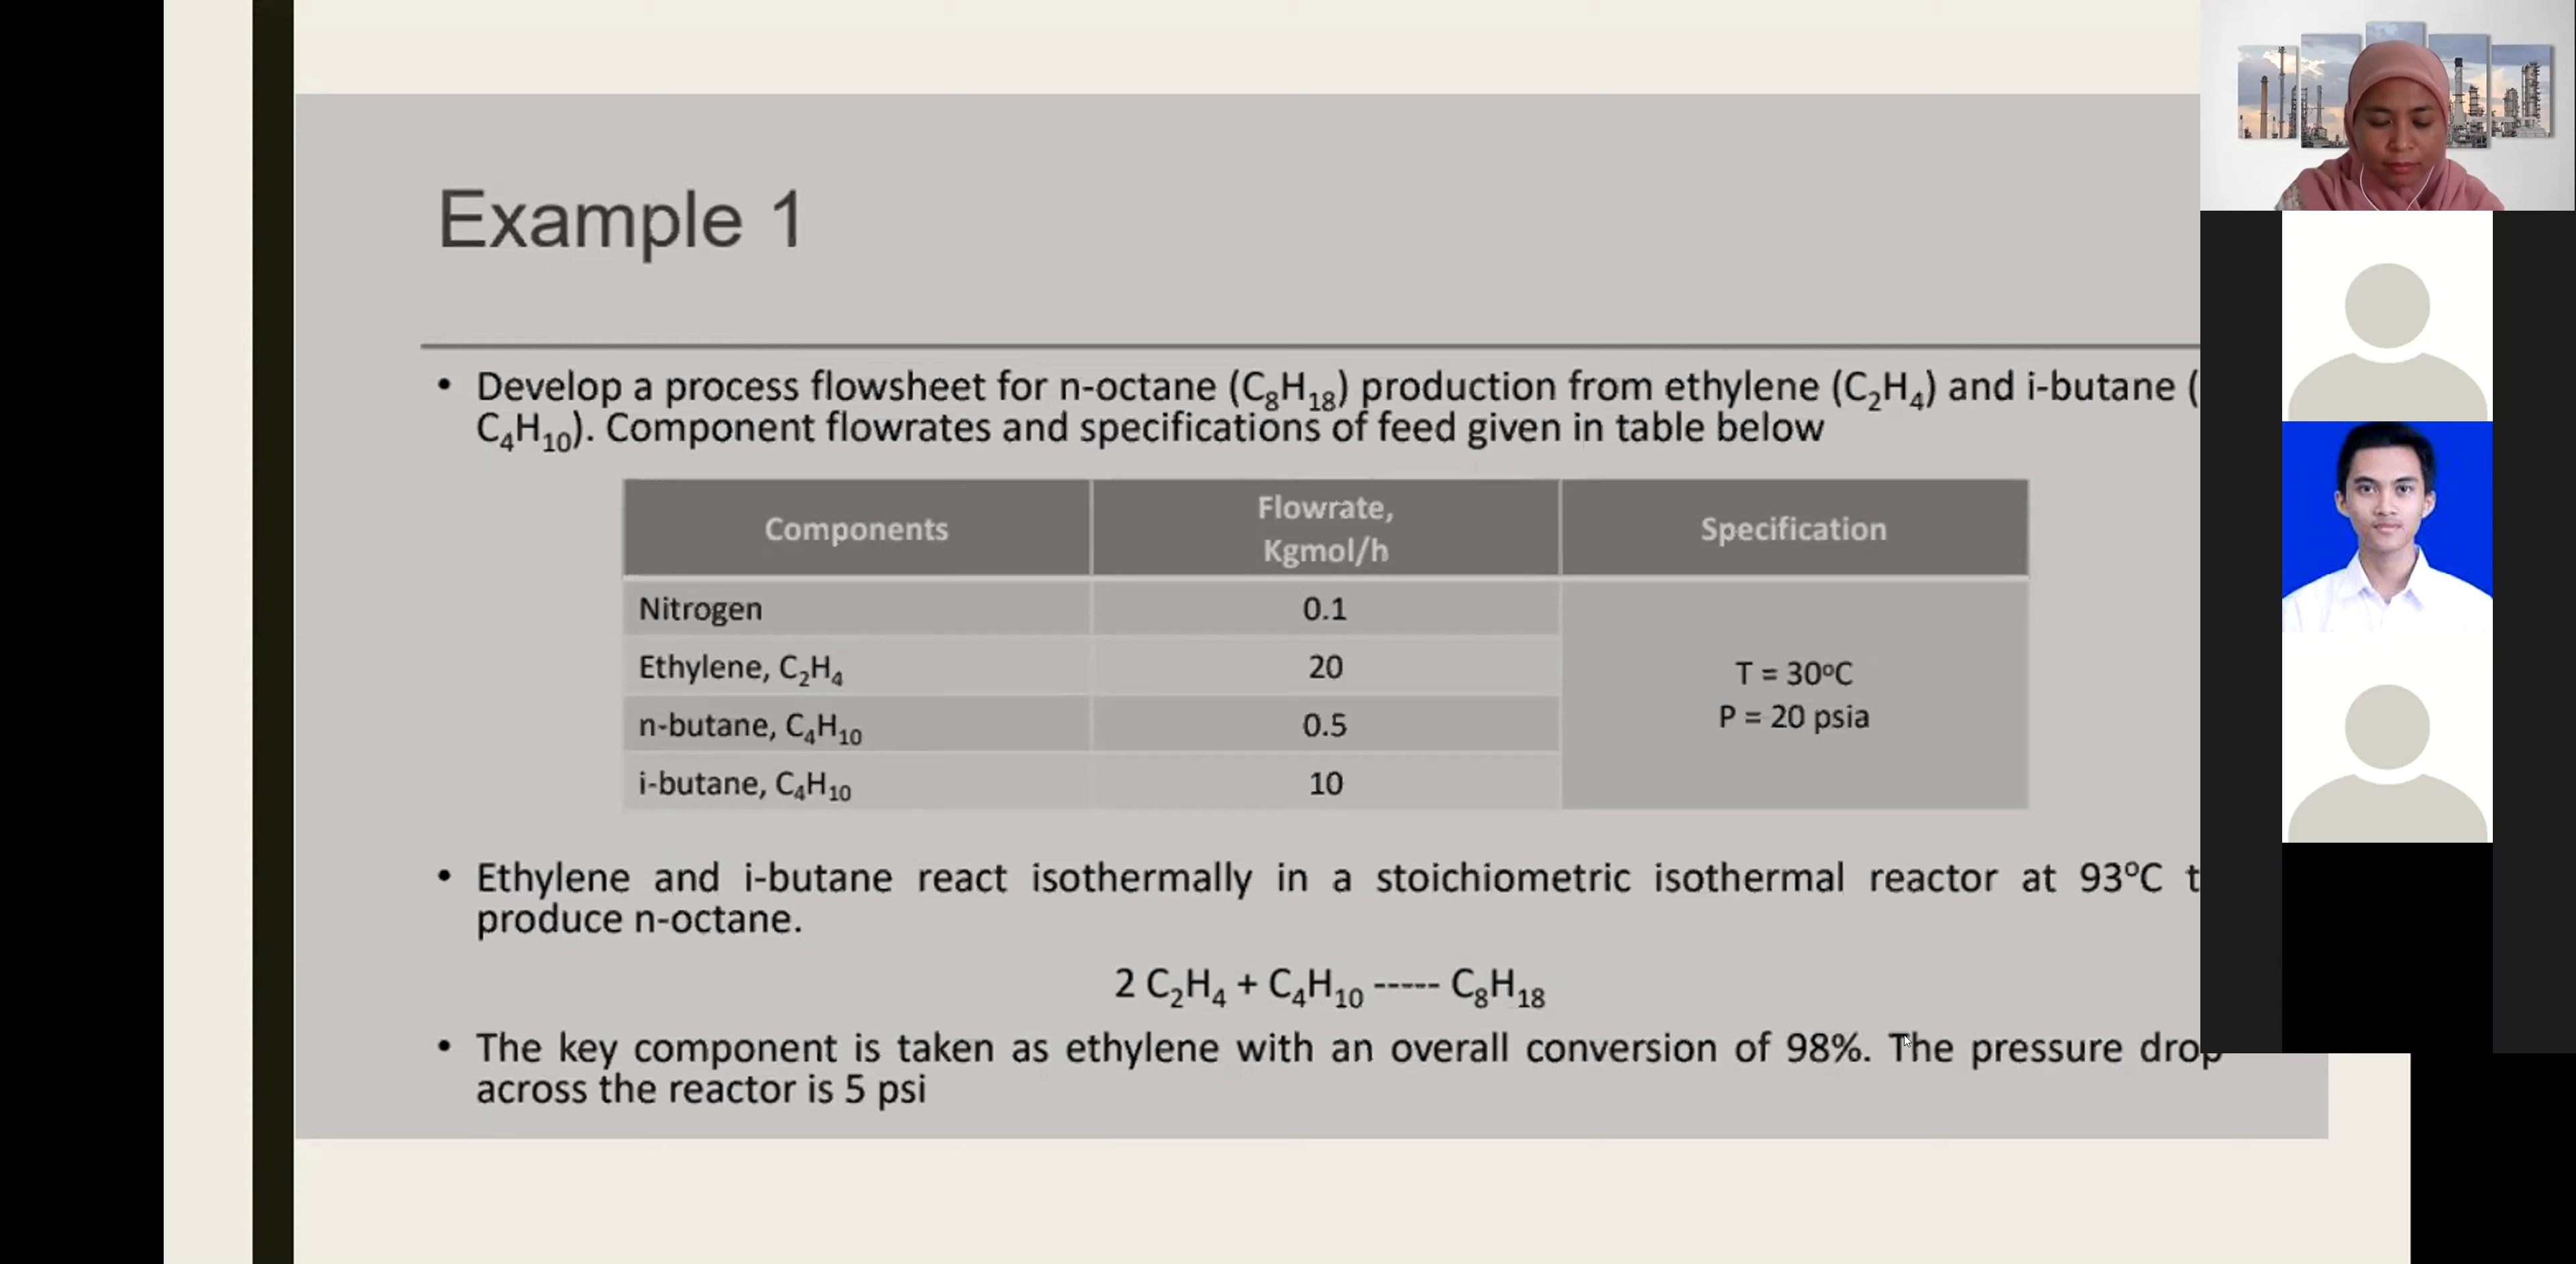 Example 1
• Develop a process flowsheet for n-octane (C₈H₁₈) production from ethylene (C₂H₄) and i-butane (
C₄H₁₀). Component flowrates and specifications of feed given in table below
Components
Flowrate,
Kgmol/h
Specification
Nitrogen 0.1
Ethylene, C₂H₄ 20
n-butane, C₄H₁₀ 0.5
i-butane, C₄H₁₀ 10
T = 30°C
P = 20 psia
• Ethylene and i-butane react isothermally in a stoichiometric isothermal reactor at 93°C t
produce n-octane.
2 C₂H₄ + C₄H₁₀ ----- C₈H₁₈
• The key component is taken as ethylene with an overall conversion of 98%. The pressure drop
across the reactor is 5 psi